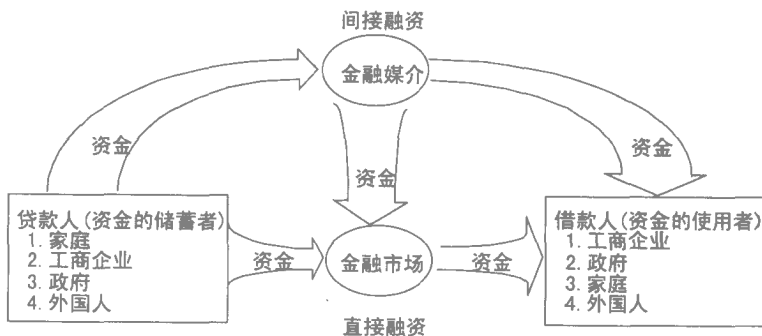 间接融资
金融媒介
资金
资金
资金
贷款人(资金的储蓄者)
1. 家庭
2. 工商企业
3. 政府
4. 外国人
资金
金融市场
资金
借款人(资金的使用者)
1. 工商企业
2. 政府
3. 家庭
4. 外国人
直接融资